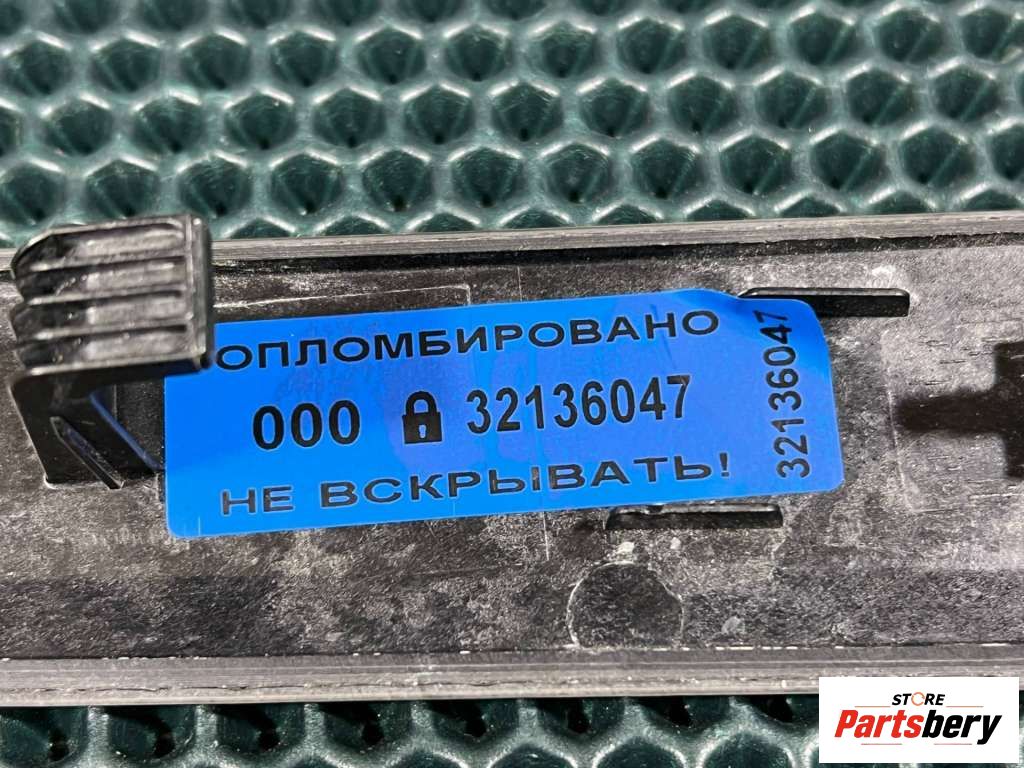 ОПЛОМБИРОВАНО
000 32136047
НЕ ВСКРЫВАТЬ!
32136047
STORE
Partsbery